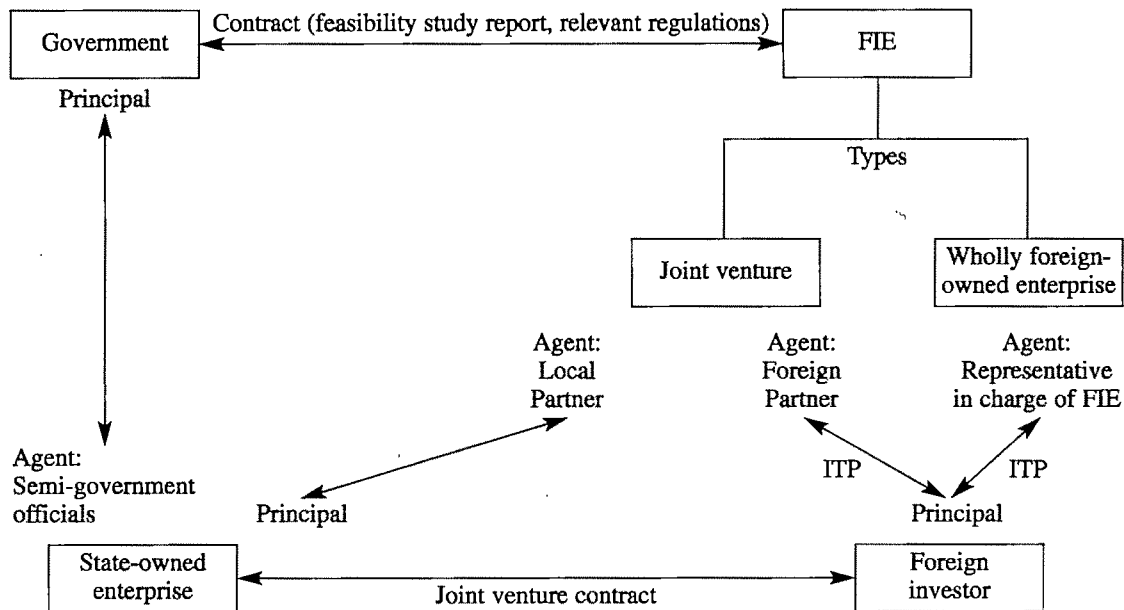 Contract (feasibility study report, relevant regulations)
Government
FIE
Principal
Types
Joint venture
Wholly foreign-
owned enterprise
Agent:
Local
Partner
Agent:
Foreign
Partner
Agent:
Representative
in charge of FIE
ITP
ITP
Agent:
Semi-government
officials
Principal
Principal
State-owned
enterprise
Joint venture contract
Foreign
investor